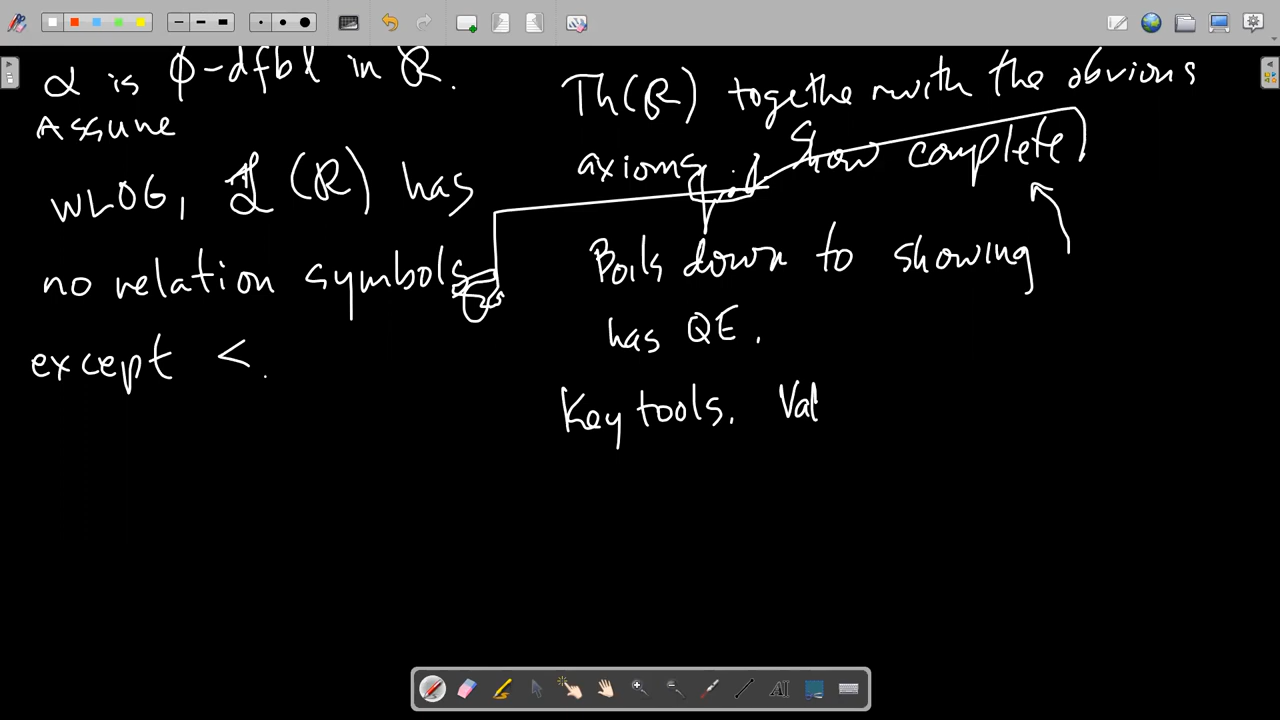 α is ∅-dfbl in ℝ.
Assume
WLOG, ℒ(ℝ) has
no relation symbols
except <.
Th(ℝ) together with the obvious
axioms. Show complete.
Boils down to showing
has QE.
Key tools. Val